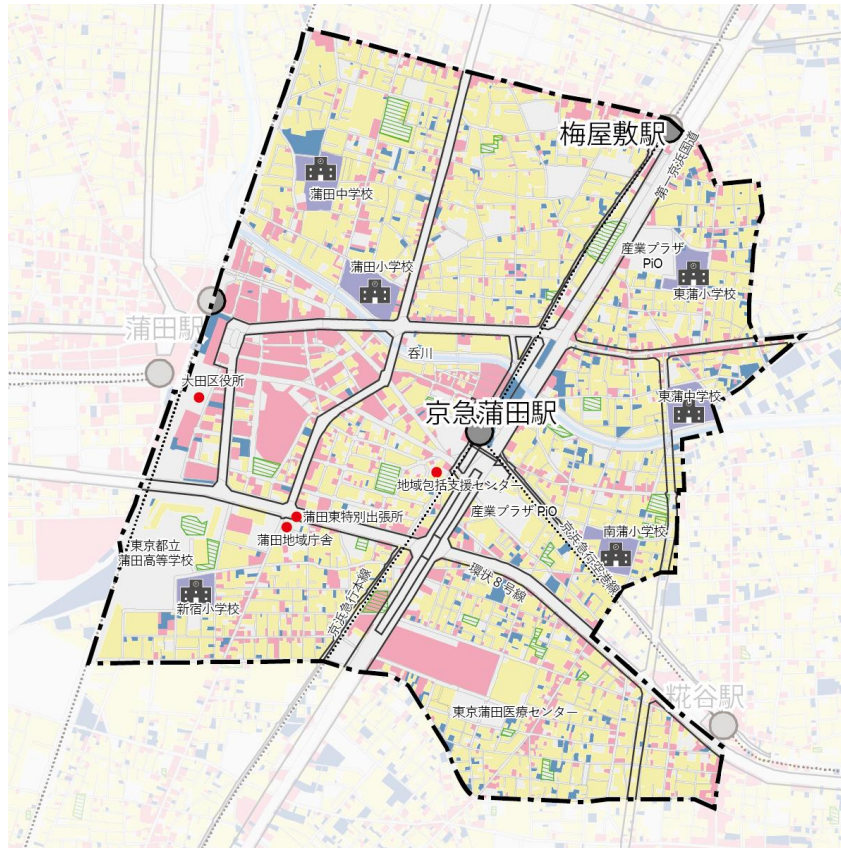 梅屋敷駅
第一京浜国道
蒲田中学校
産業プラザ
PiO
蒲田小学校
東蒲小学校
蒲田駅
呑川
大田区役所
東蒲中学校
京急蒲田駅
地域包括支援センター
産業プラザPiO
蒲田東特別出張所
蒲田地域庁舎
京浜急行空港線
南蒲小学校
東京都立
蒲田高等学校
環状8号線
新宿小学校
京浜急行本線
糀谷駅
東京蒲田医療センター